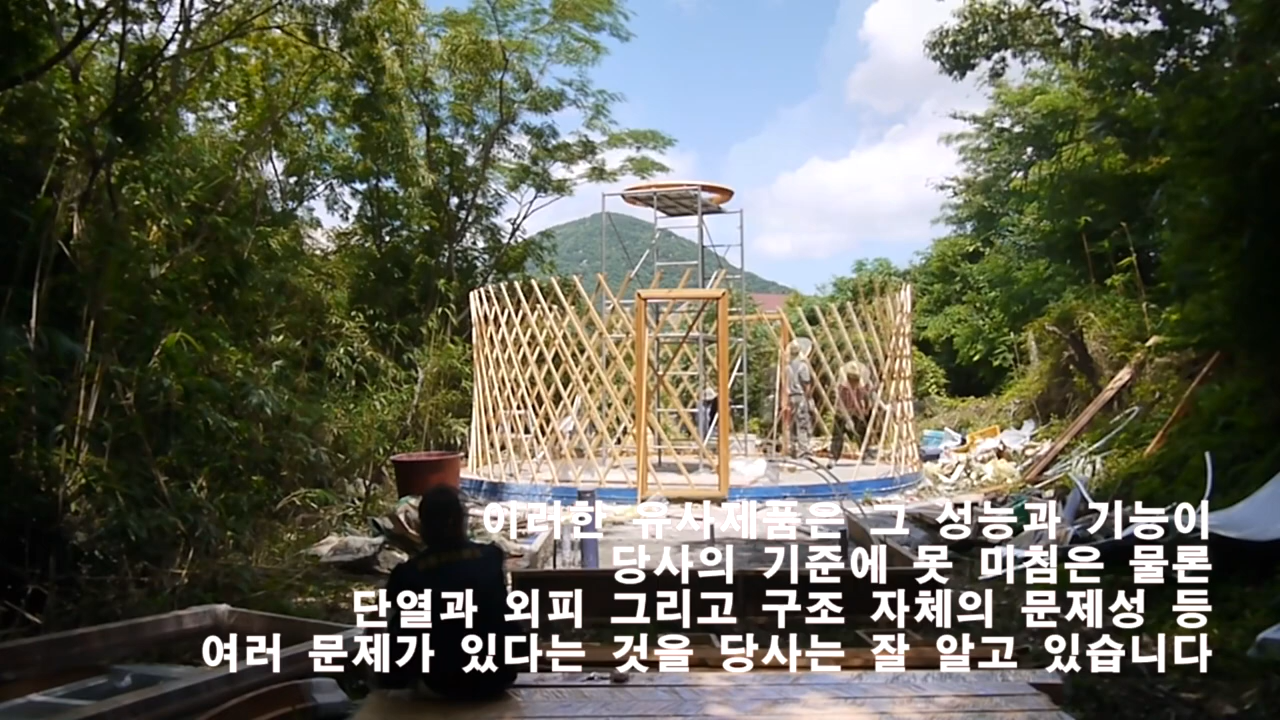 이러한 유사제품은 그 성능과 기능이
당사의 기준에 못 미침은 물론
단열과 외피 그리고 구조 자체의 문제성 등
여러 문제가 있다는 것을 당사는 잘 알고 있습니다